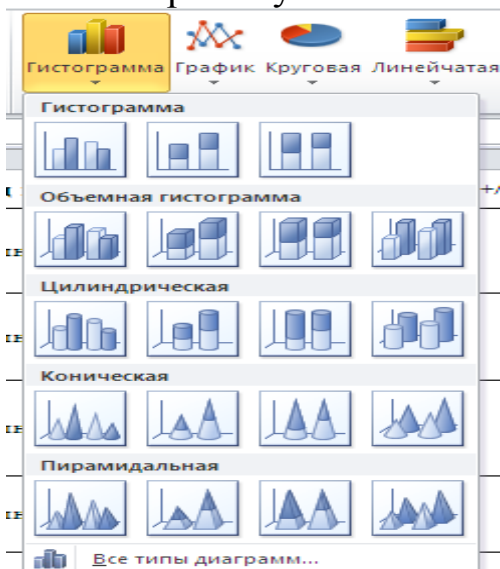 Гистограмма График Круговая Линейчатая
Гистограмма
Объемная гистограмма
Цилиндрическая
Коническая
Пирамидальная
Все типы диаграмм...